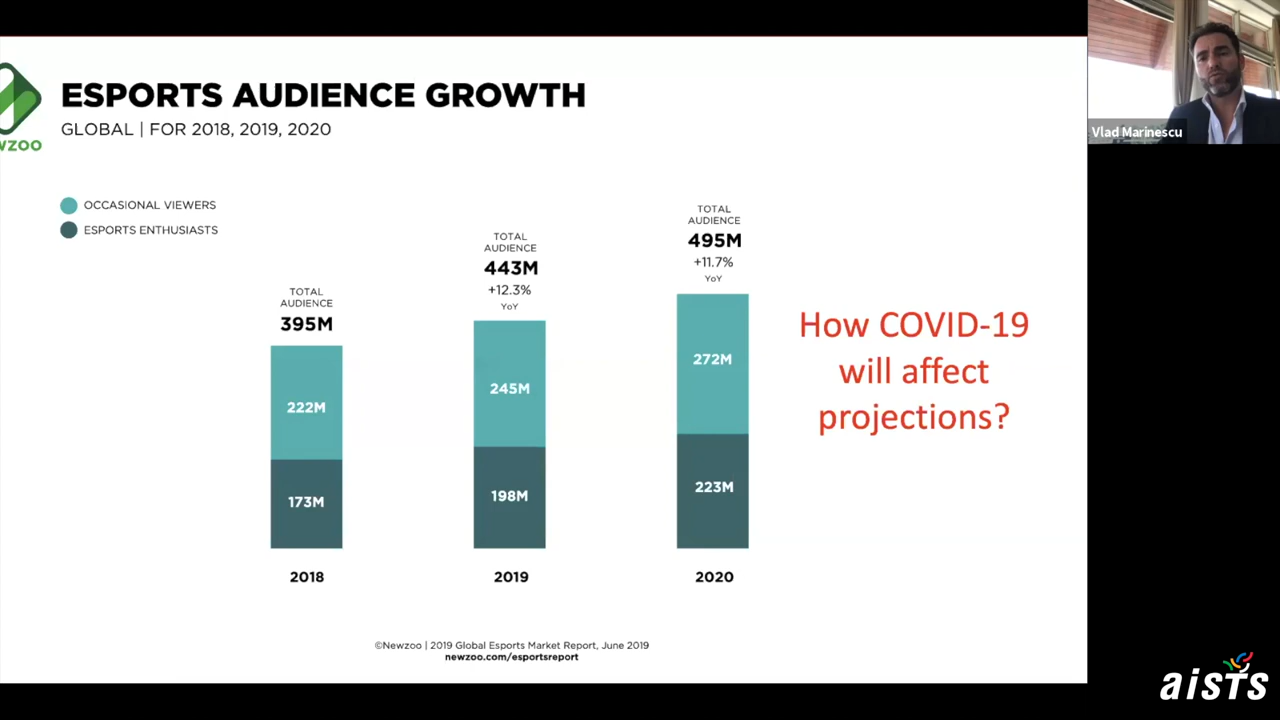 ESPORTS AUDIENCE GROWTH
GLOBAL | FOR 2018, 2019, 2020
WZOO
OCCASIONAL VIEWERS
ESPORTS ENTHUSIASTS
TOTAL
AUDIENCE
395M
222M
173M
2018
TOTAL
AUDIENCE
443M
+12.3%
YoY
245M
198M
2019
TOTAL
AUDIENCE
495M
+11.7%
YoY
272M
223M
2020
How COVID-19
will affect
projections?
©Newzoo | 2019 Global Esports Market Report, June 2019
newzoo.com/esportsreport
Vlad Marinescu
aiSTS